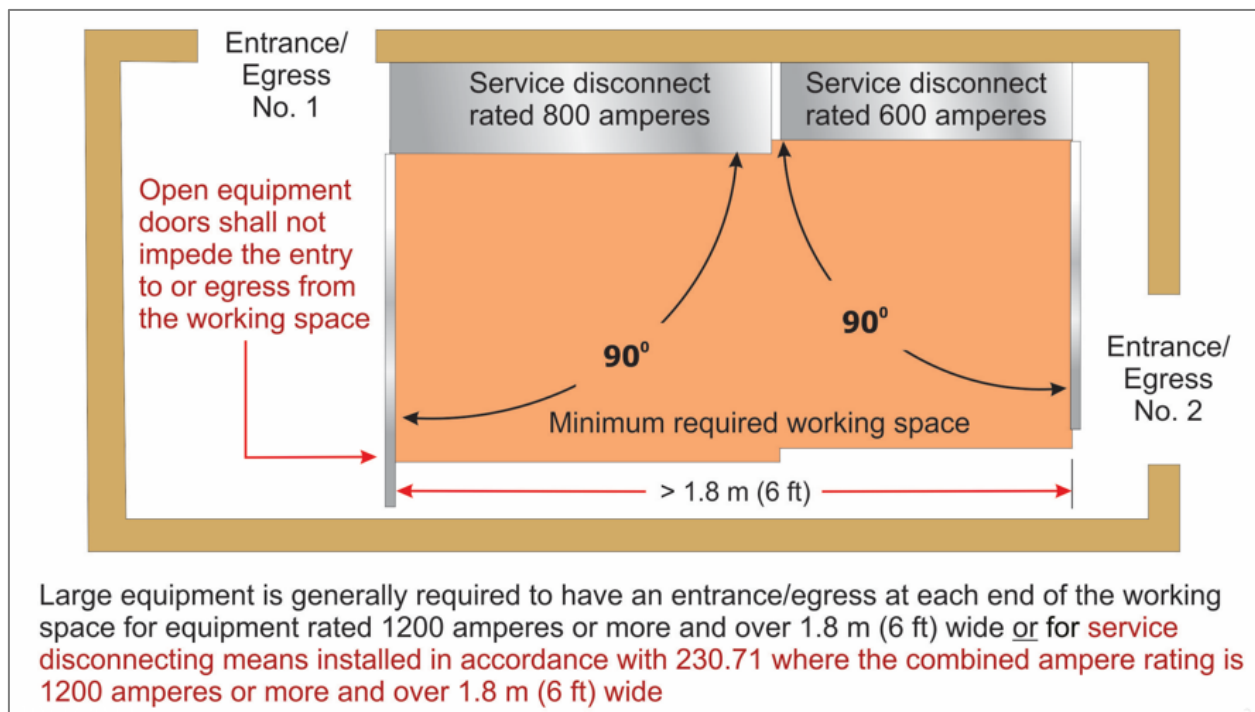 Entrance/
Egress
No. 1
Service disconnect
rated 800 amperes
Service disconnect
rated 600 amperes
Open equipment
doors shall not
impede the entry
to or egress from
the working space
90⁰
90⁰
Entrance/
Egress
No. 2
Minimum required working space
> 1.8 m (6 ft)
Large equipment is generally required to have an entrance/egress at each end of the working
space for equipment rated 1200 amperes or more and over 1.8 m (6 ft) wide or for service
disconnecting means installed in accordance with 230.71 where the combined ampere rating is
1200 amperes or more and over 1.8 m (6 ft) wide